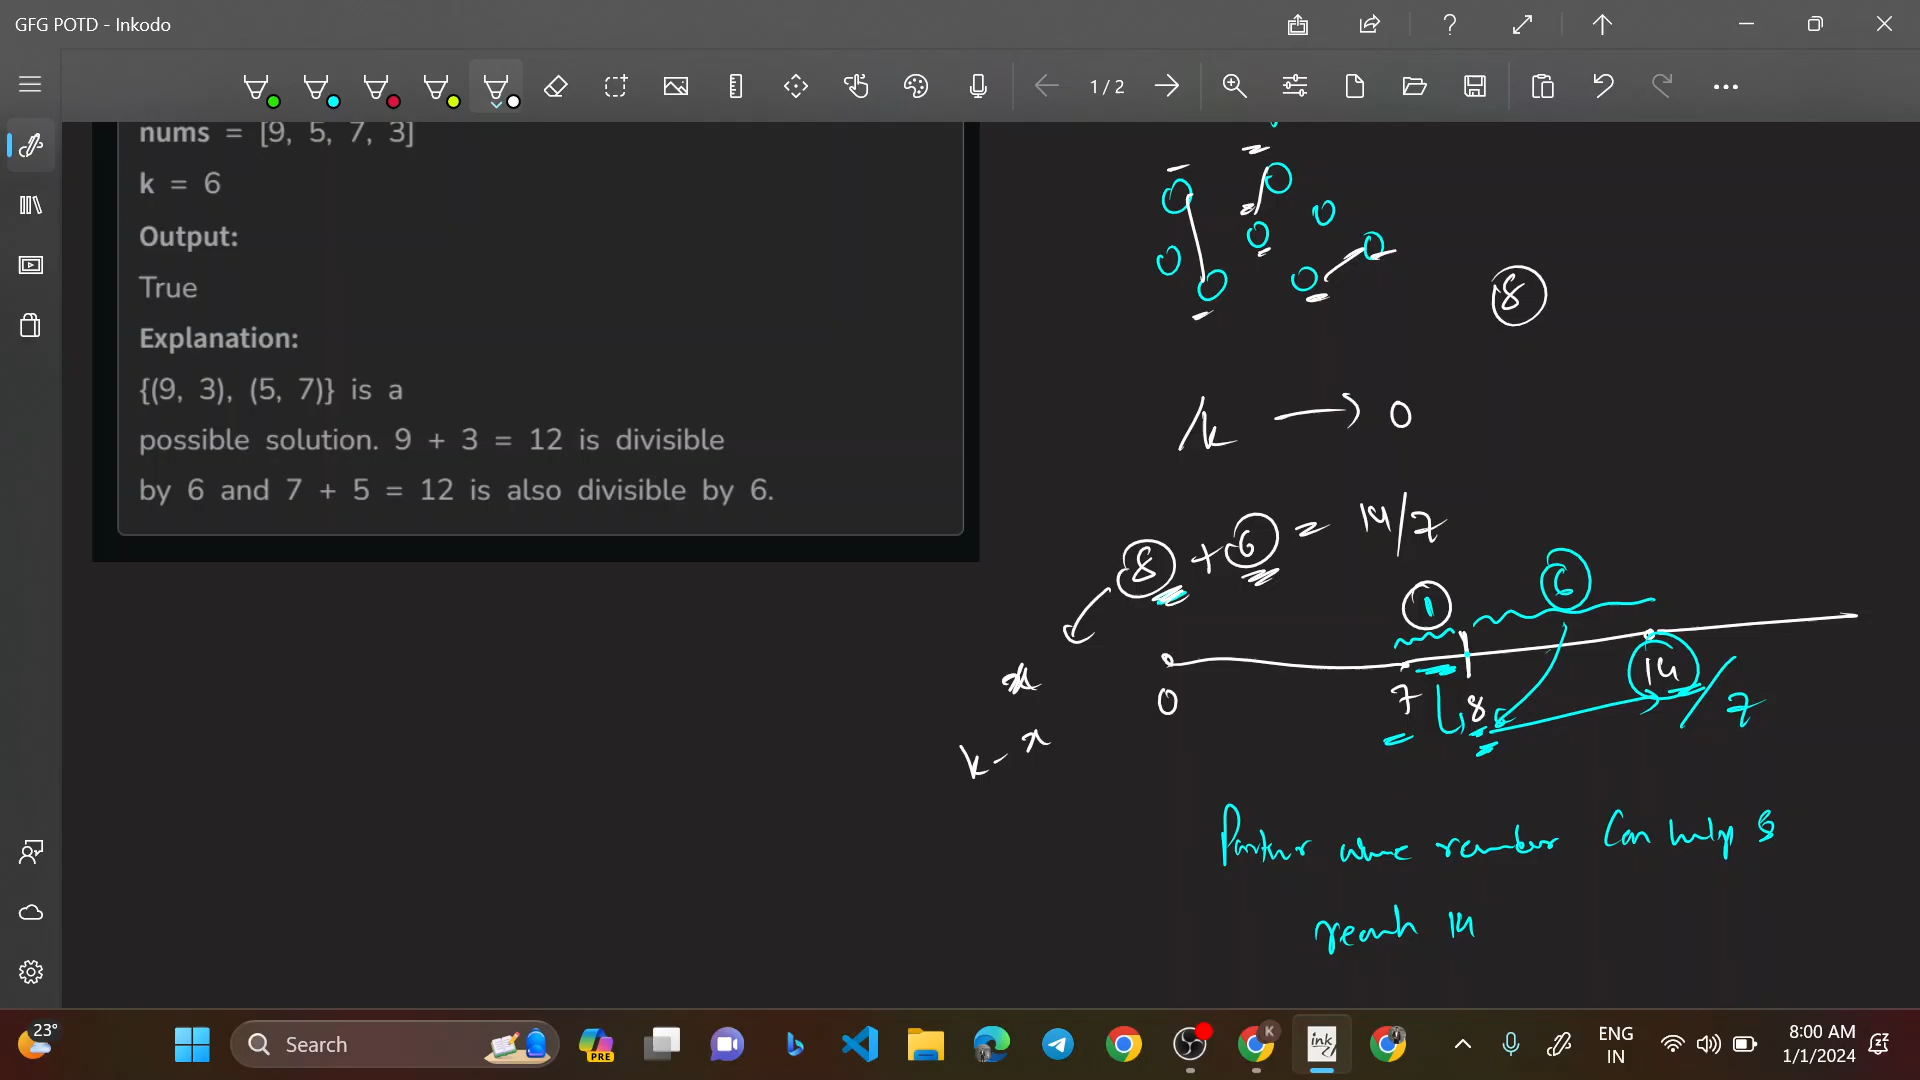 GFG POTD - Inkodo
1 / 2
nums = [9, 5, 7, 3]
k = 6
Output:
True
Explanation:
{(9, 3), (5, 7)} is a
possible solution. 9 + 3 = 12 is divisible
by 6 and 7 + 5 = 12 is also divisible by 6.
8
k → 0
8 + 6 = 14/7
1
6
0
7
8
14/7
x
k - x
can help 8
reach 14
23°
Search
PRE
K
ink
ENG
IN
8:00 AM
1/1/2024